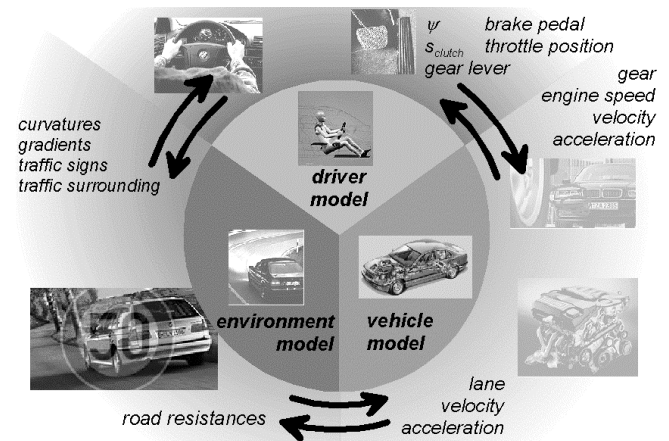 ψ brake pedal
s_clutch throttle position
gear lever
gear
engine speed
velocity
acceleration
curvatures
gradients
traffic signs
traffic surrounding
driver
model
environment
model
vehicle
model
50
lane
velocity
acceleration
road resistances